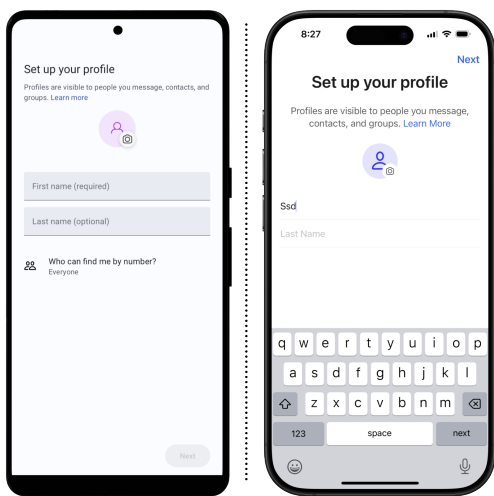 Set up your profile
Profiles are visible to people you message, contacts, and
groups. Learn more
First name (required)
Last name (optional)
Who can find me by number?
Everyone
Next
8:27
Next
Set up your profile
Profiles are visible to people you message,
contacts, and groups. Learn More
Ssd
Last Name
q w e r t y u i o p
a s d f g h j k l
z x c v b n m
123 space next